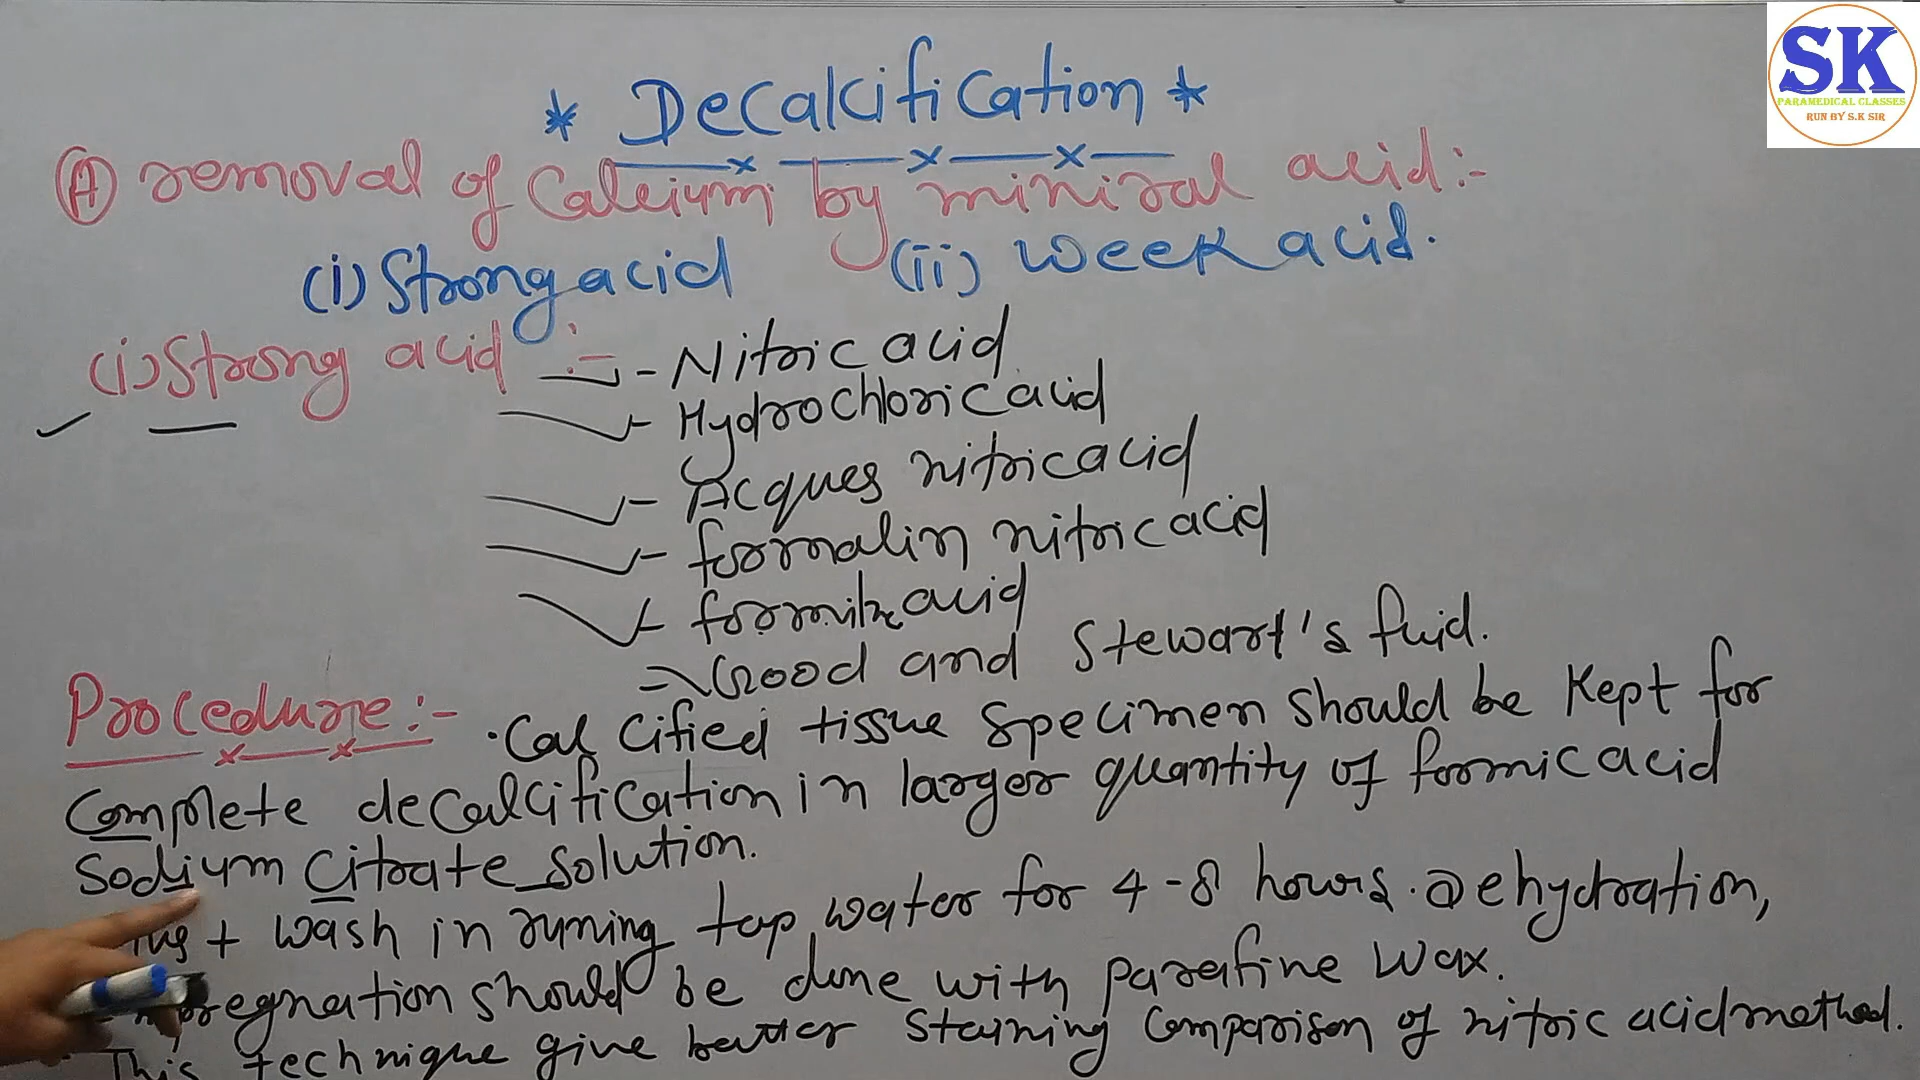 SK
PARAMEDICAL CLASSES
RUN BY S.K SIR
* Decalcification *
(A) removal of Calcium by miniral acid:-
(i) Strong acid (ii) Week acid.
(i) Strong acid :- - Nitric acid
- Hydrochloric acid
- Acques nitric acid
- formalin nitric acid
- formic acid
Good and Stewart's fluid.
Procedure:- . Calcified tissue specimen should be kept for
Complete decalcification in larger quantity of formic acid
Sodium Citrate solution.
+ wash in runing tap water for 4-8 hours. Dehydration,
should be done with parafine wax.
This technique give better staining comparison of nitric acid method.